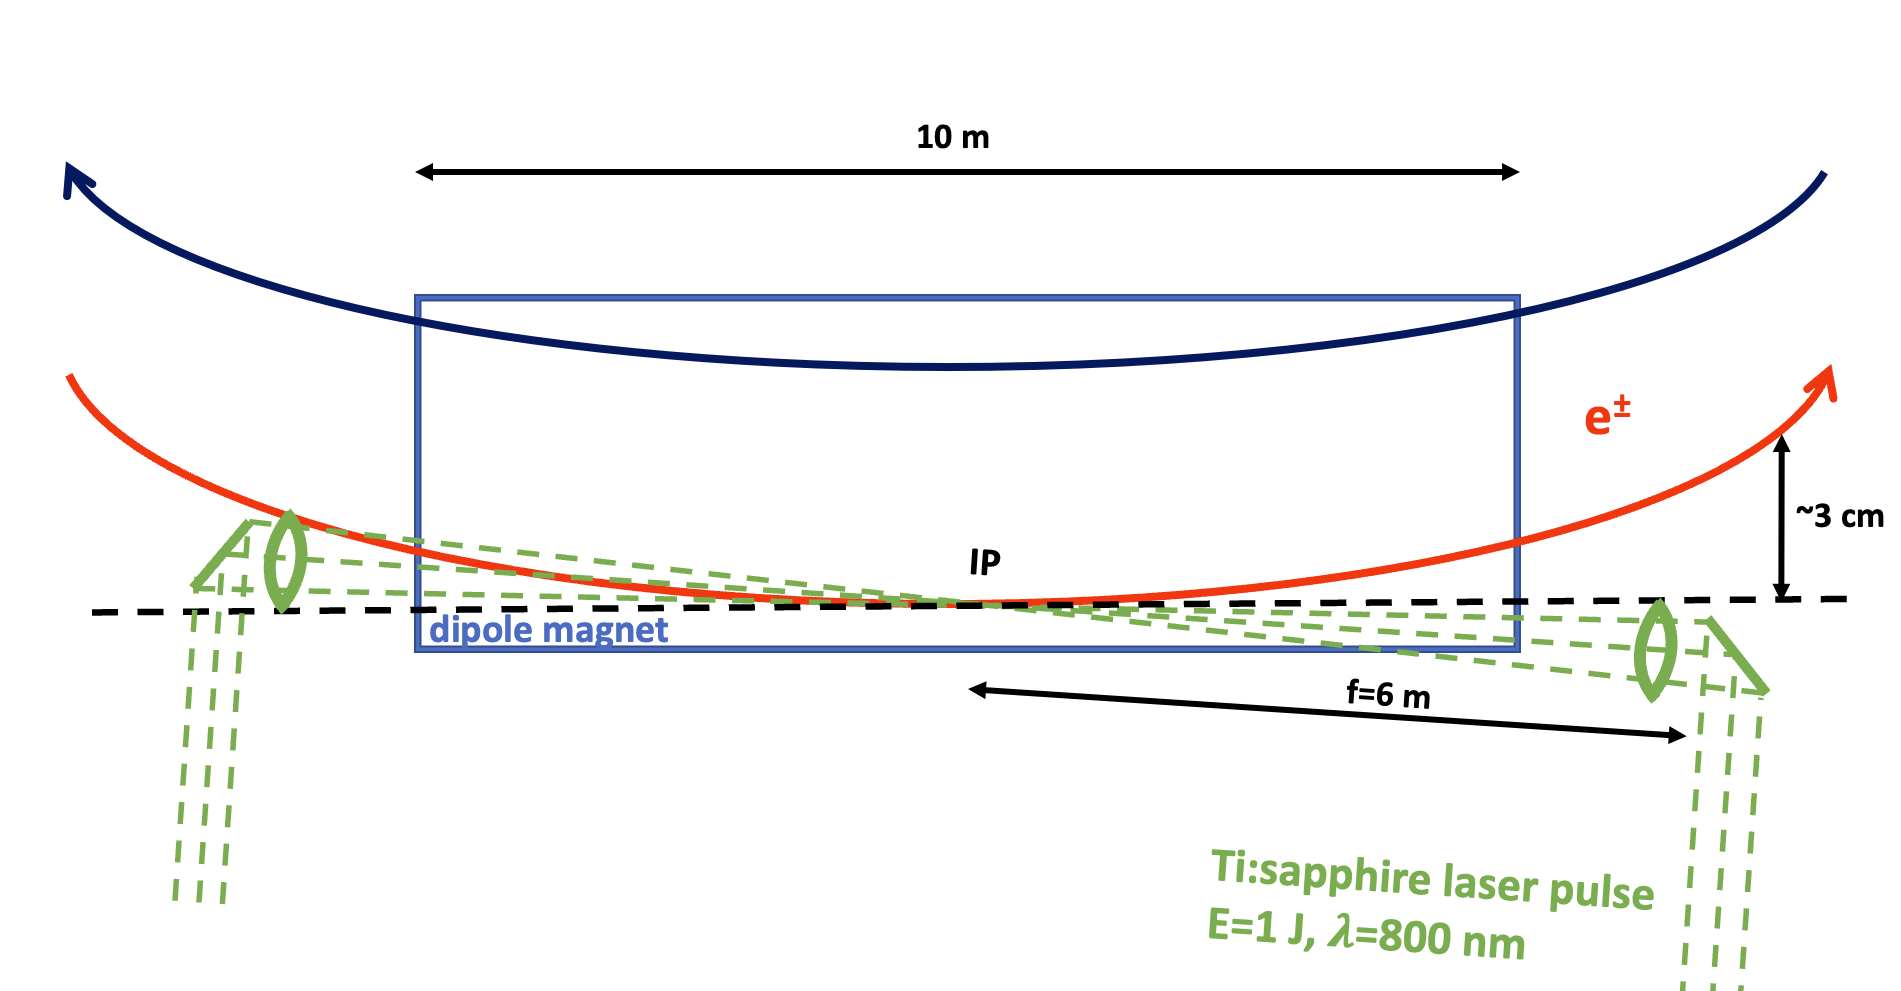 10 m
e±
~3 cm
IP
dipole magnet
f=6 m
Ti:sapphire laser pulse
E=1 J, λ=800 nm